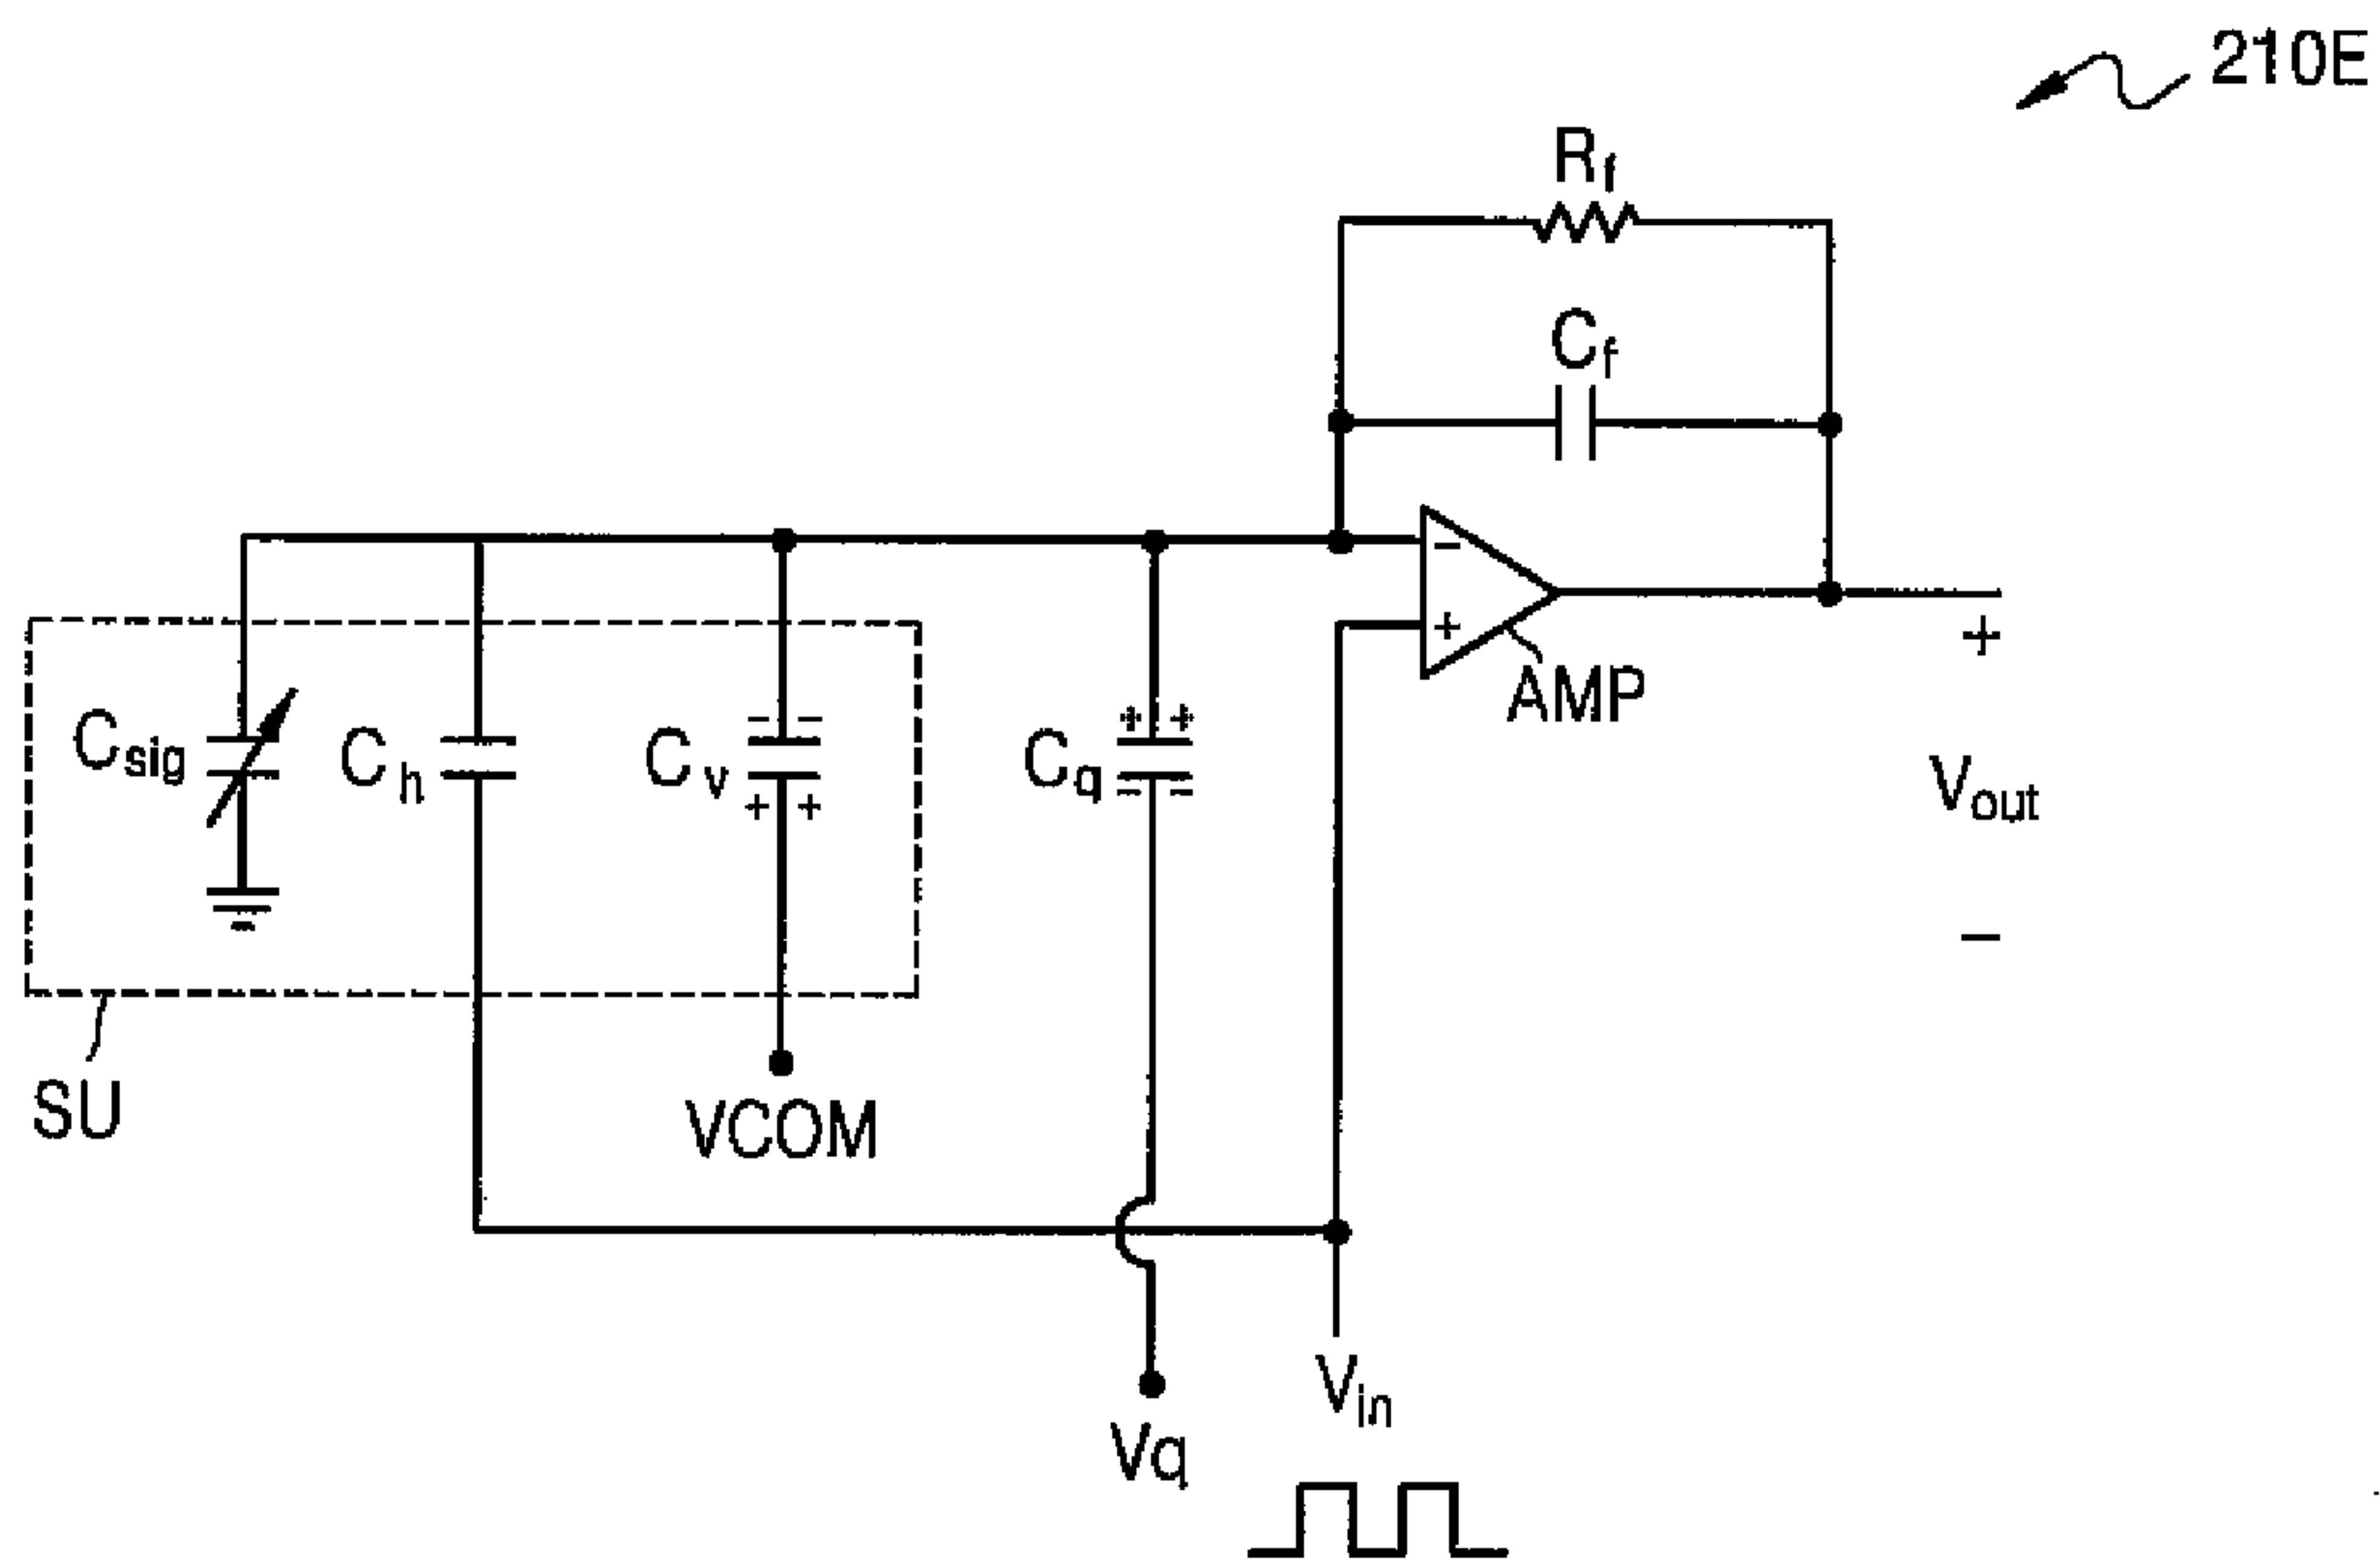 210E
Rf
Cf
−
+
AMP
+
Vout
−
Csig
Ch
Cv
− −
+ +
Cq
+ +
− −
SU
VCOM
Vin
Vq